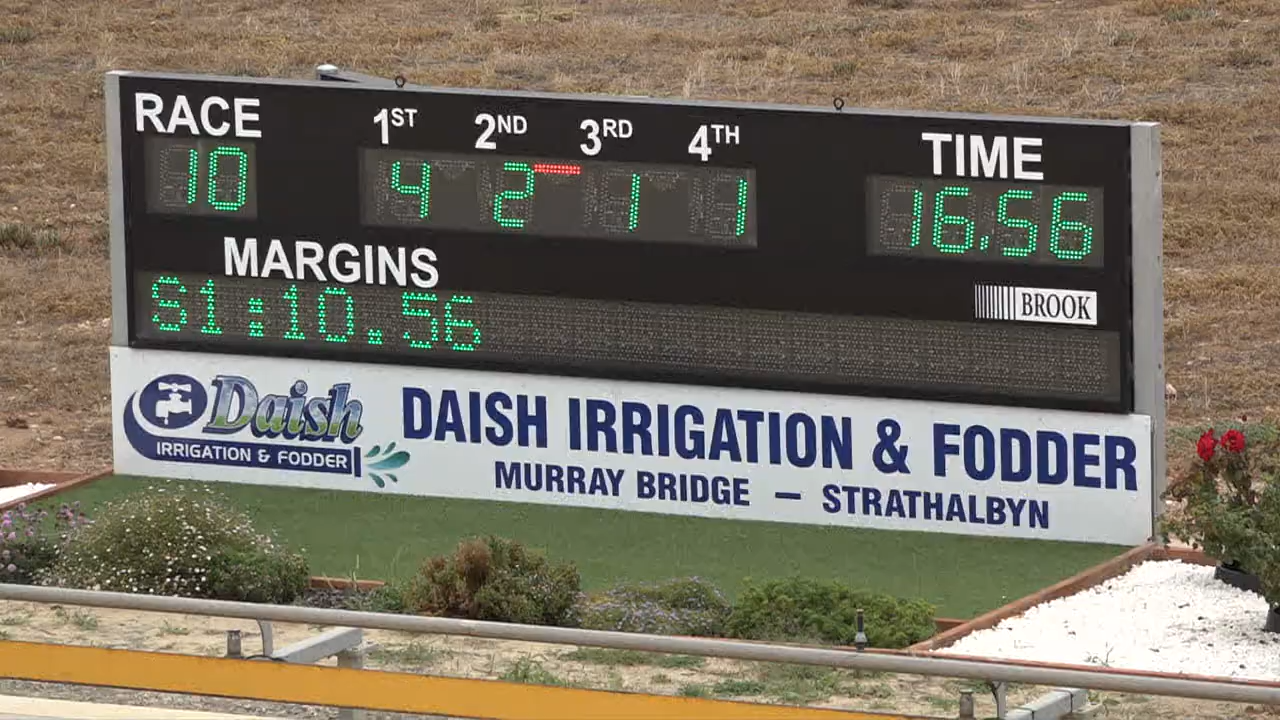 RACE 1ST 2ND 3RD 4TH TIME
10 4 2 1 1 16.56
MARGINS
S1:10.56
BROOK
Daish
IRRIGATION & FODDER
DAISH IRRIGATION & FODDER
MURRAY BRIDGE – STRATHALBYN